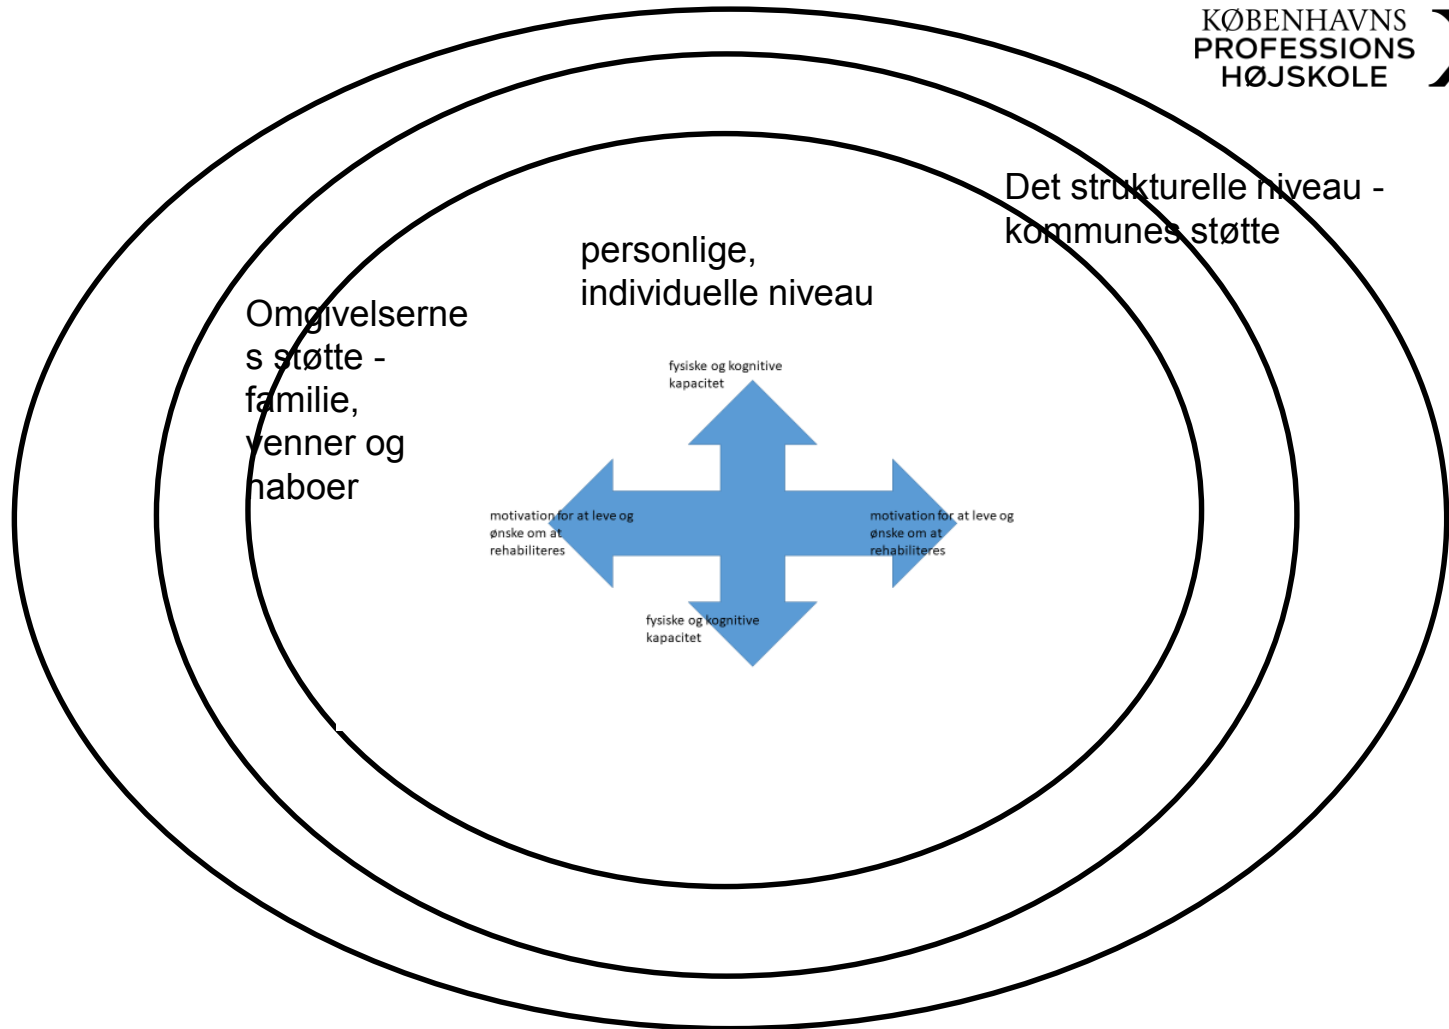 KØBENHAVNS
PROFESSIONS
HØJSKOLE
Det strukturelle niveau -
kommunes støtte
personlige,
individuelle niveau
Omgivelserne
s støtte -
familie,
venner og
naboer
fysiske og kognitive
kapacitet
motivation for at leve og
ønske om at
rehabiliteres
motivation for at leve og
ønske om at
rehabiliteres
fysiske og kognitive
kapacitet